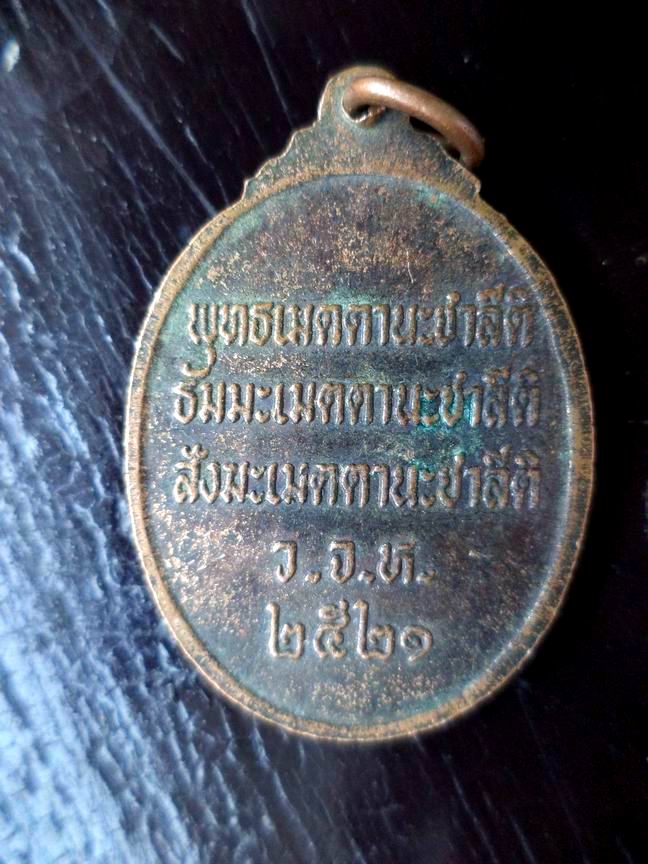 พุทธเมตตานะชาลีติ
ธัมมะเมตตานะชาลีติ
สังฆะเมตตานะชาลีติ
ว.จ.ห.
๒๕๒๑